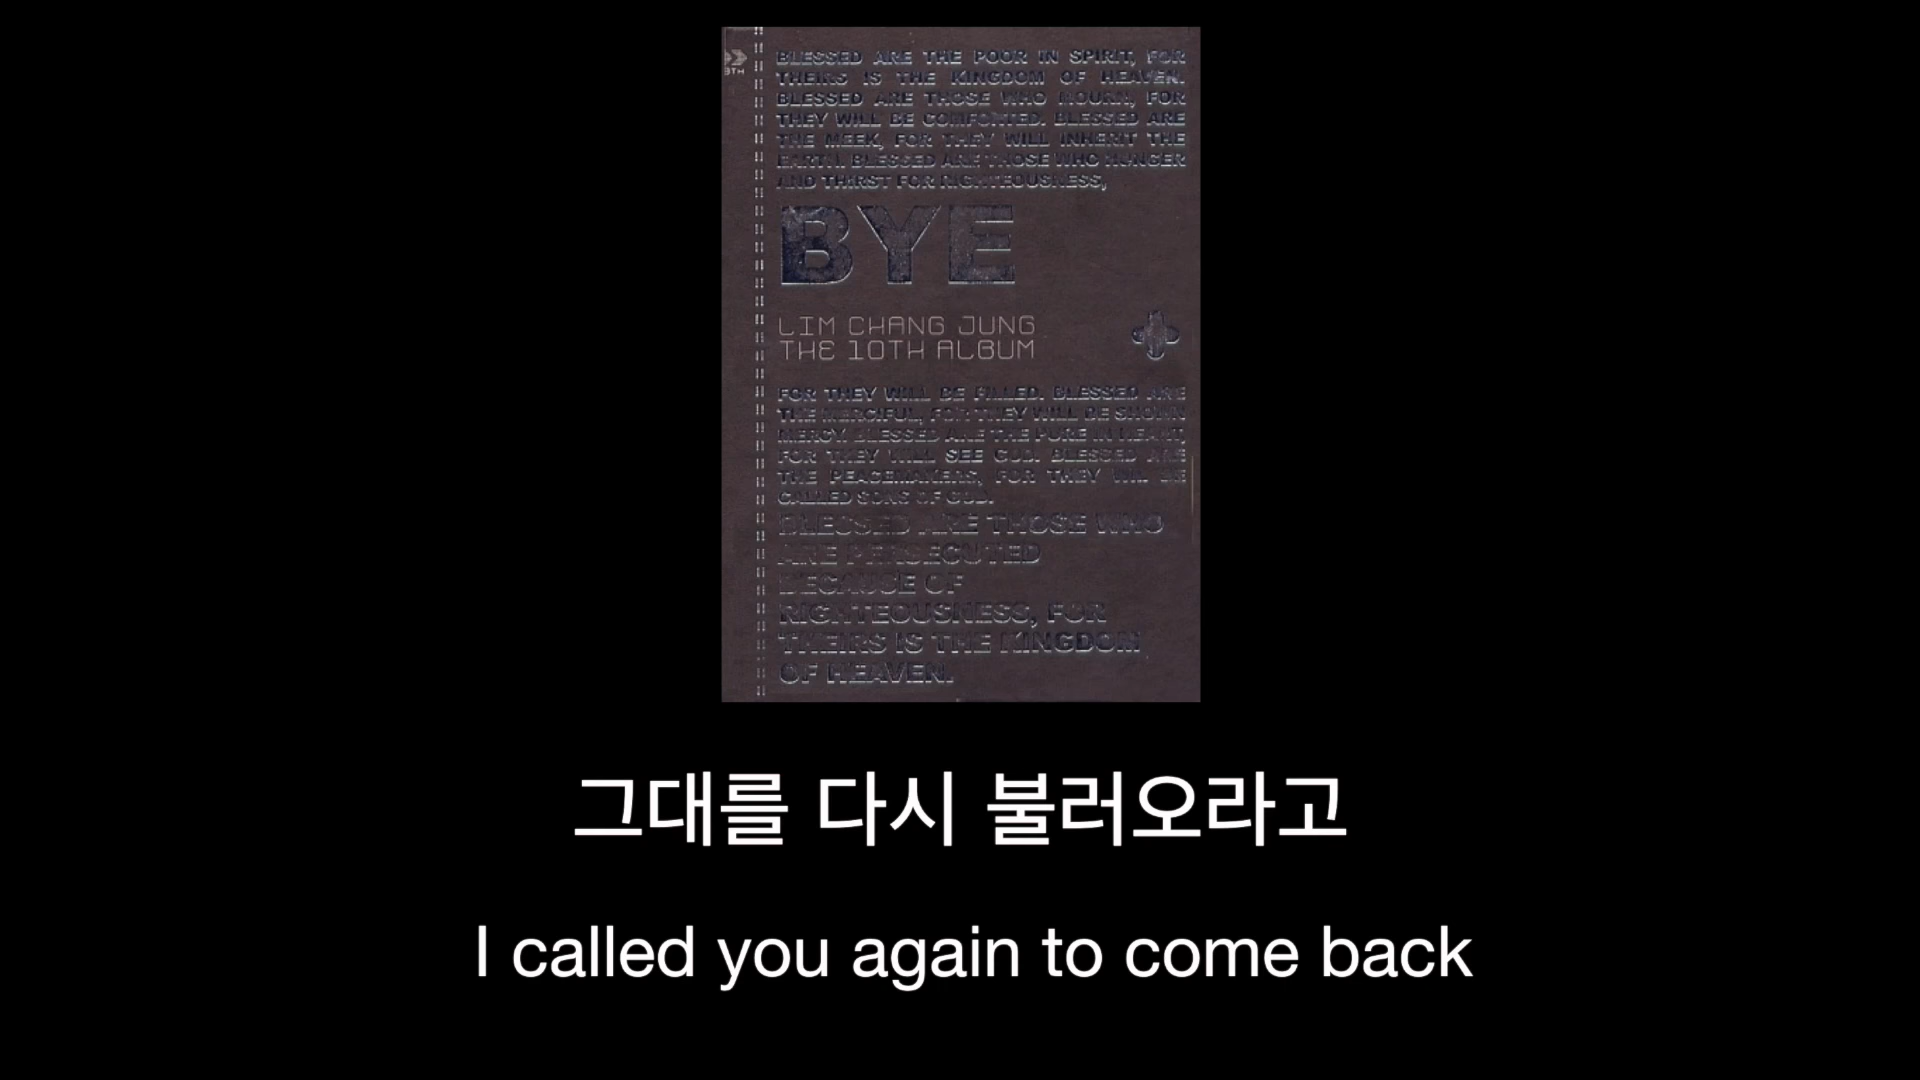 BLESSED ARE THE POOR IN SPIRIT, FOR
THEIRS IS THE KINGDOM OF HEAVEN.
BLESSED ARE THOSE WHO MOURN, FOR
THEY WILL BE COMFORTED. BLESSED ARE
THE MEEK, FOR THEY WILL INHERIT THE
EARTH. BLESSED ARE THOSE WHO HUNGER
AND THIRST FOR RIGHTEOUSNESS,
BYE
LIM CHANG JUNG
THE 10TH ALBUM
FOR THEY WILL BE FILLED. BLESSED ARE
THE MERCIFUL, FOR THEY WILL BE SHOWN
MERCY. BLESSED ARE THE PURE IN HEART,
FOR THEY WILL SEE GOD. BLESSED ARE
THE PEACEMAKERS, FOR THEY WILL BE
CALLED SONS OF GOD.
BLESSED ARE THOSE WHO
ARE PERSECUTED
BECAUSE OF
RIGHTEOUSNESS, FOR
THEIRS IS THE KINGDOM
OF HEAVEN.
그대를 다시 불러오라고
I called you again to come back